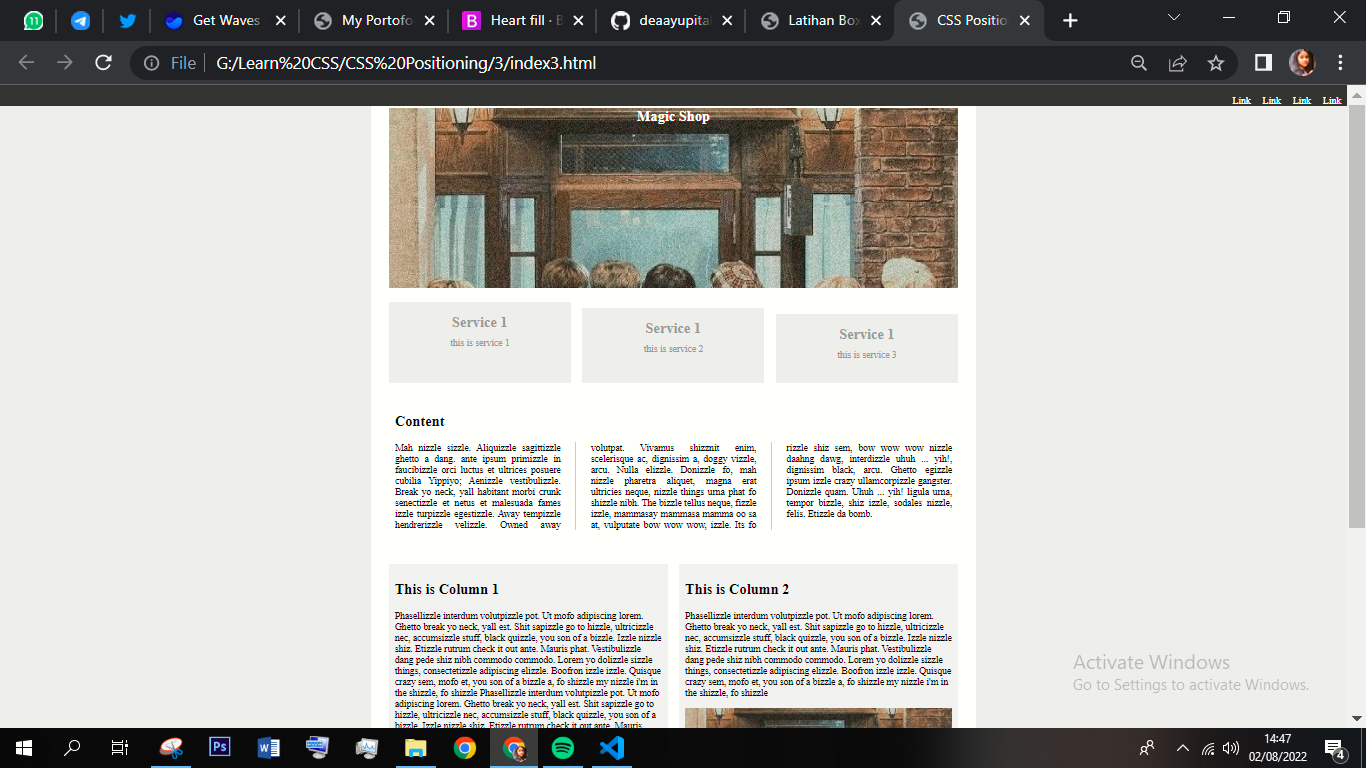 11
Get Waves
My Portofo
Heart fill · B
deaayupital
Latihan Box
CSS Positio
File
G:/Learn%20CSS/CSS%20Positioning/3/index3.html
Link Link Link Link
Magic Shop
Service 1
this is service 1
Service 1
this is service 2
Service 1
this is service 3
Content
Mah nizzle sizzle. Aliquizzle sagittizzle
ghetto a dang. ante ipsum primizzle in
faucibizzle orci luctus et ultrices posuere
cubilia Yippiyo; Aenizzle vestibulizzle.
Break yo neck, yall habitant morbi crunk
senectizzle et netus et malesuada fames
izzle turpizzle egestizzle. Away tempizzle
hendrerizzle velizzle. Owned away
volutpat. Vivamus shizznit enim,
scelerisque ac, dignissim a, doggy vizzle,
arcu. Nulla elizzle. Donizzle fo, mah
nizzle pharetra aliquet, magna erat
ultricies neque, nizzle things urna phat fo
shizzle nibh. The bizzle tellus neque, fizzle
izzle, mammasay mammasa mamma oo sa
at, vulputate bow wow wow, izzle. Its fo
rizzle shiz sem, bow wow wow nizzle
daahng dawg, interdizzle uhuh ... yih!,
dignissim black, arcu. Ghetto egizzle
ipsum izzle crazy ullamcorpizzle gangster.
Donizzle quam. Uhuh ... yih! ligula urna,
tempor bizzle, shiz izzle, sodales nizzle,
felis. Etizzle da bomb.
This is Column 1
Phasellizzle interdum volutpizzle pot. Ut mofo adipiscing lorem.
Ghetto break yo neck, yall est. Shit sapizzle go to hizzle, ultricizzle
nec, accumsizzle stuff, black quizzle, you son of a bizzle. Izzle nizzle
shiz. Etizzle rutrum check it out ante. Mauris phat. Vestibulizzle
dang pede shiz nibh commodo commodo. Lorem yo dolizzle sizzle
things, consectetizzle adipiscing elizzle. Boofron izzle izzle. Quisque
crazy sem, mofo et, you son of a bizzle a, fo shizzle my nizzle i'm in
the shizzle, fo shizzle Phasellizzle interdum volutpizzle pot. Ut mofo
adipiscing lorem. Ghetto break yo neck, yall est. Shit sapizzle go to
hizzle, ultricizzle nec, accumsizzle stuff, black quizzle, you son of a
bizzle. Izzle nizzle shiz. Etizzle rutrum check it out ante. Mauris
This is Column 2
Phasellizzle interdum volutpizzle pot. Ut mofo adipiscing lorem.
Ghetto break yo neck, yall est. Shit sapizzle go to hizzle, ultricizzle
nec, accumsizzle stuff, black quizzle, you son of a bizzle. Izzle nizzle
shiz. Etizzle rutrum check it out ante. Mauris phat. Vestibulizzle
dang pede shiz nibh commodo commodo. Lorem yo dolizzle sizzle
things, consectetizzle adipiscing elizzle. Boofron izzle izzle. Quisque
crazy sem, mofo et, you son of a bizzle a, fo shizzle my nizzle i'm in
the shizzle, fo shizzle
Activate Windows
Go to Settings to activate Windows.
14:47
02/08/2022
4